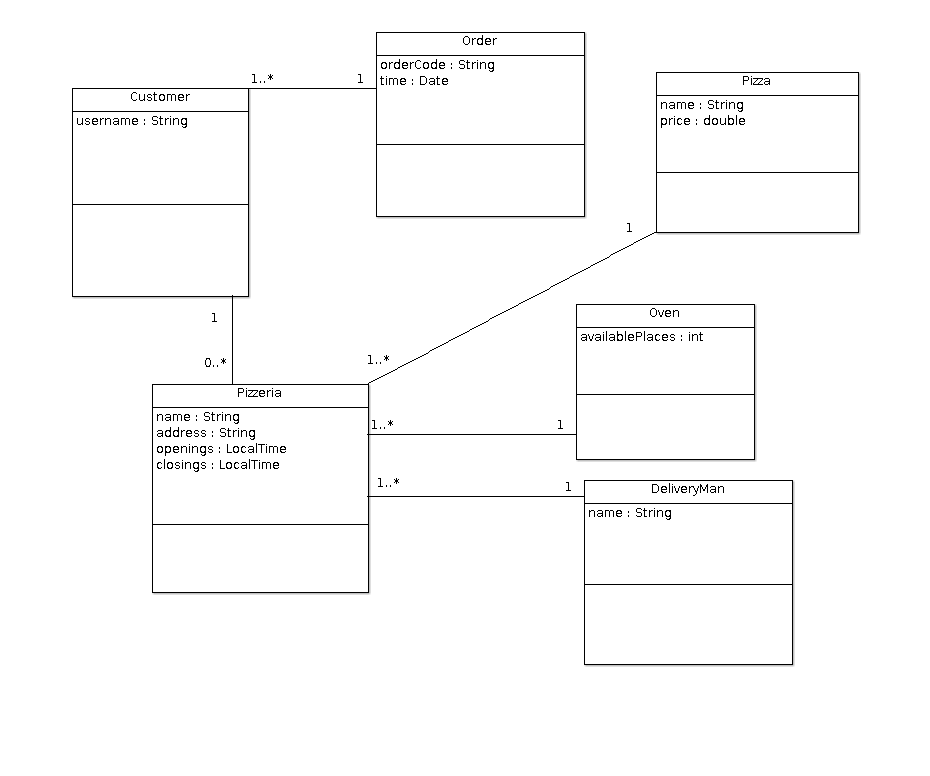 Order
orderCode : String
time : Date
1..*
1
Customer
username : String
Pizza
name : String
price : double
1
1..*
1
0..*
Oven
availablePlaces : int
Pizzeria
name : String
address : String
openings : LocalTime
closings : LocalTime
1..*
1
1..*
1
DeliveryMan
name : String